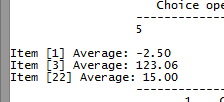 Choice ope
---------------
5
Item [1] Average: -2.50
Item [3] Average: 123.06
Item [22] Average: 15.00
---------------